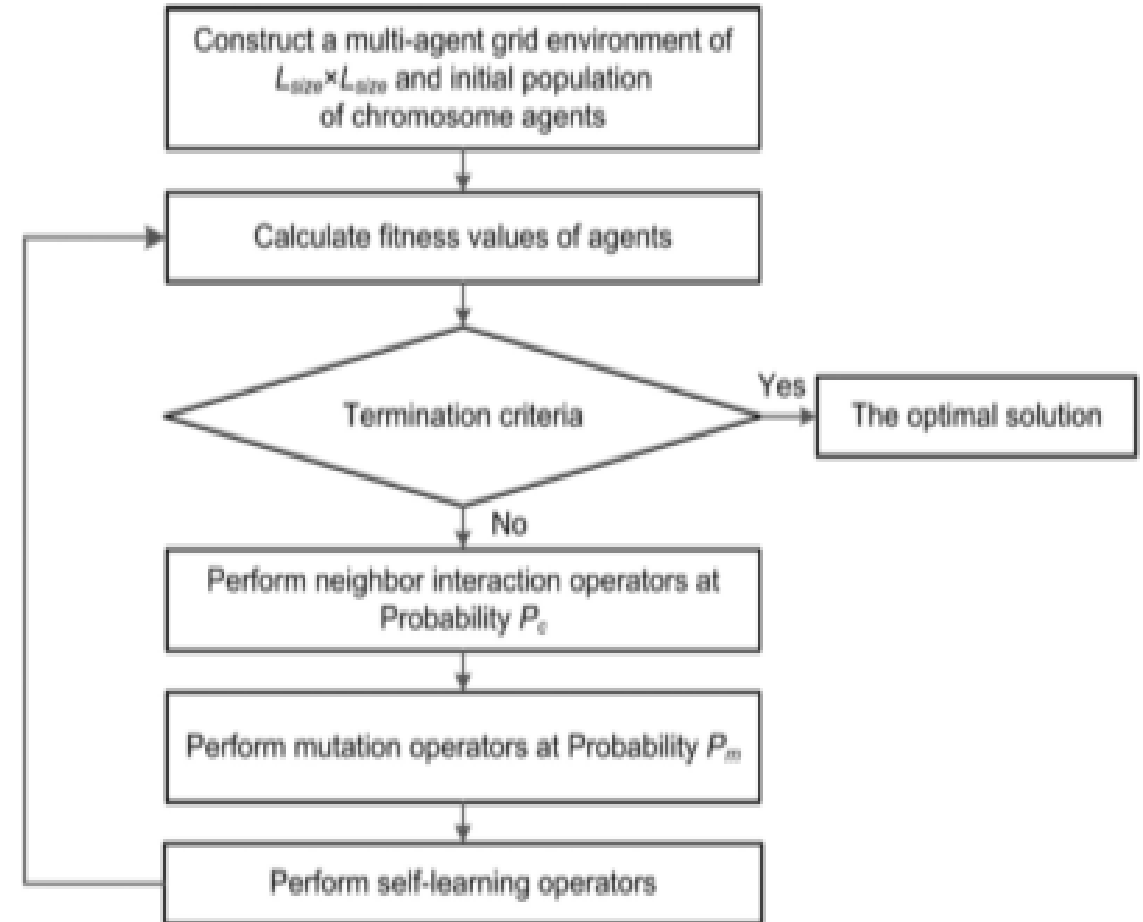 Construct a multi-agent grid environment of
Lsize×Lsize and initial population
of chromosome agents
Calculate fitness values of agents
Termination criteria
Yes
The optimal solution
No
Perform neighbor interaction operators at
Probability Pc
Perform mutation operators at Probability Pm
Perform self-learning operators